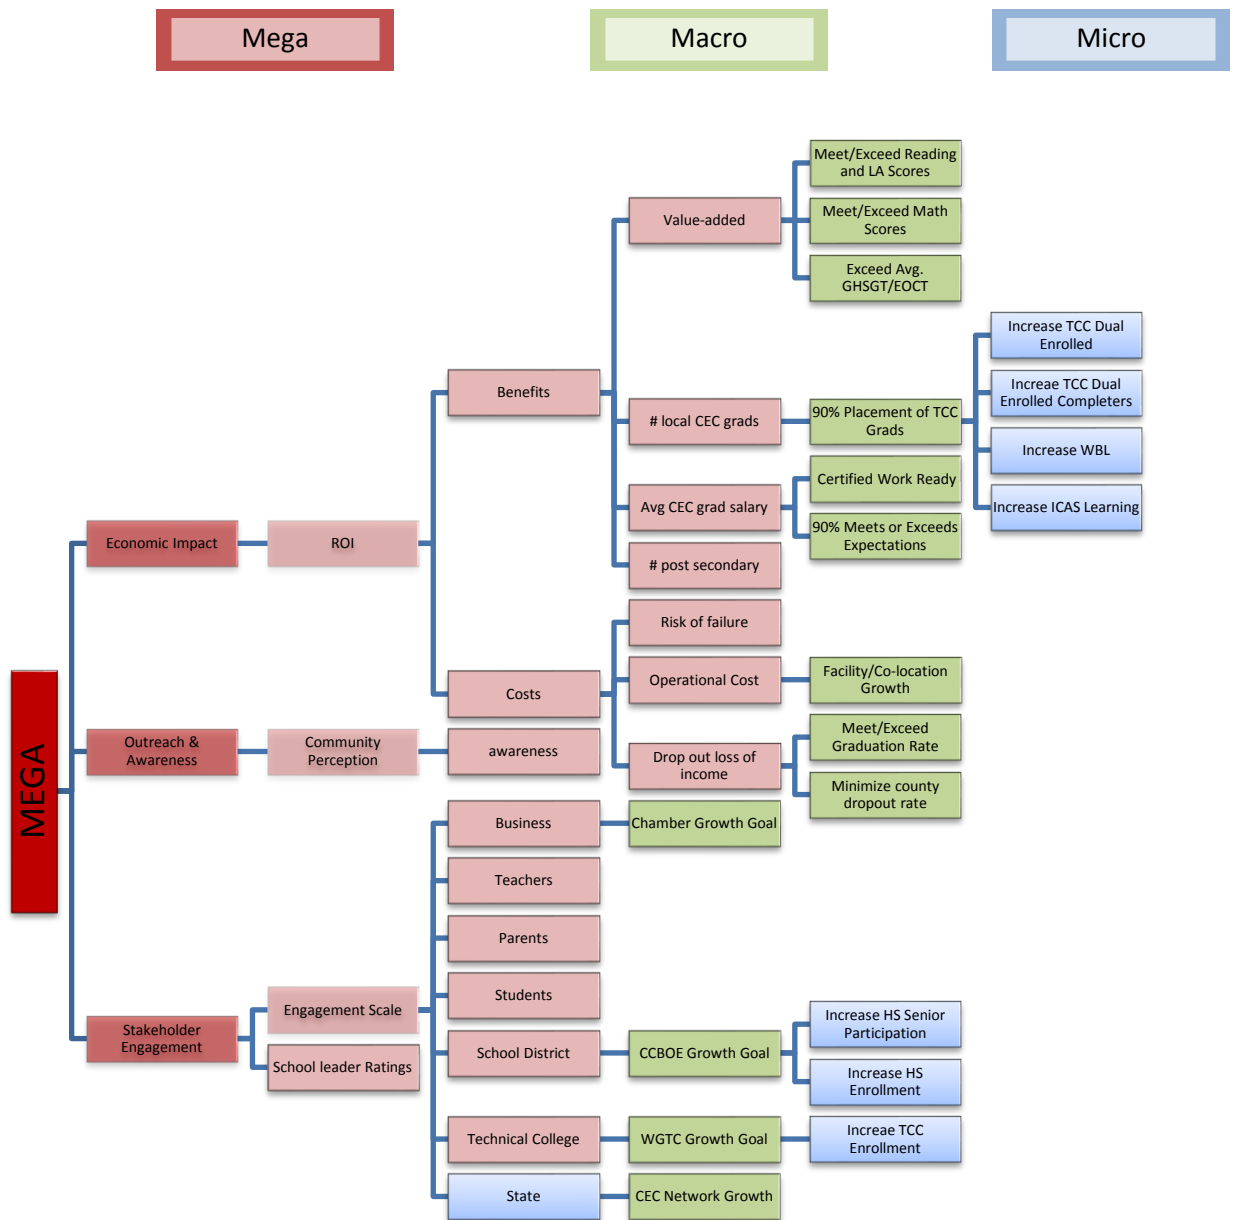 Mega
Macro
Micro
Meet/Exceed Reading
and LA Scores
Value-added
Meet/Exceed Math
Scores
Exceed Avg.
GHSGT/EOCT
Increase TCC Dual
Enrolled
Benefits
Increae TCC Dual
Enrolled Completers
# local CEC grads
90% Placement of TCC
Grads
Increase WBL
Certified Work Ready
Avg CEC grad salary
Increase ICAS Learning
90% Meets or Exceeds
Expectations
Economic Impact
ROI
# post secondary
Risk of failure
Operational Cost
Facility/Co-location
Growth
Costs
Meet/Exceed
Graduation Rate
Outreach &
Awareness
Community
Perception
awareness
Drop out loss of
income
Minimize county
dropout rate
MEGA
Business
Chamber Growth Goal
Teachers
Parents
Students
Engagement Scale
Increase HS Senior
Participation
Stakeholder
Engagement
School leader Ratings
School District
CCBOE Growth Goal
Increase HS
Enrollment
Technical College
WGTC Growth Goal
Increae TCC
Enrollment
State
CEC Network Growth